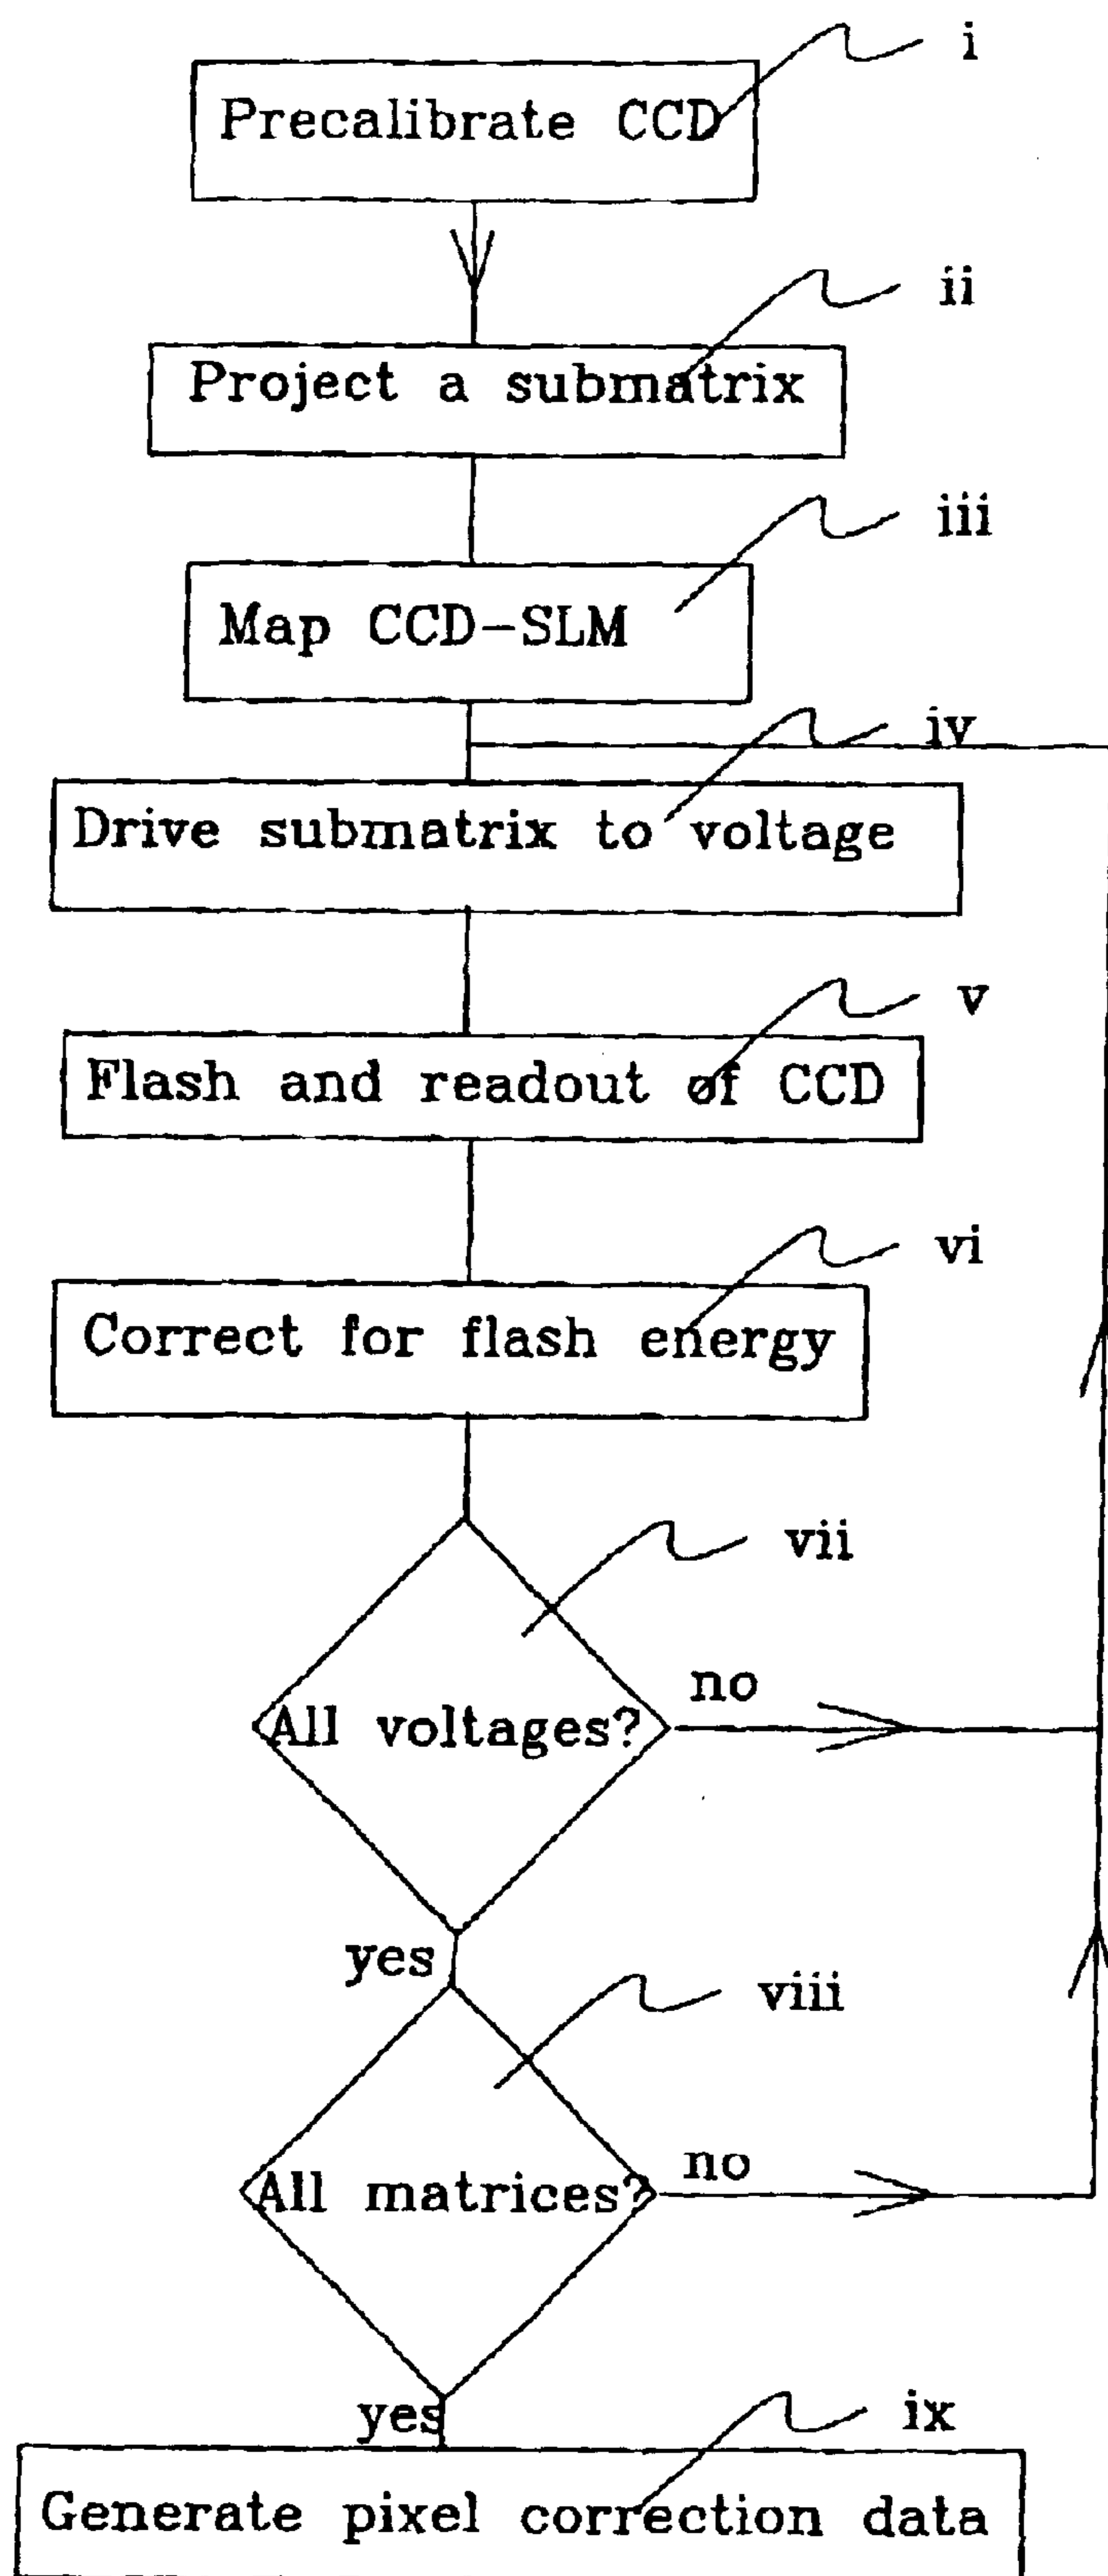 i
Precalibrate CCD
ii
Project a submatrix
iii
Map CCD-SLM
iv
Drive submatrix to voltage
v
Flash and readout of CCD
vi
Correct for flash energy
vii
no
All voltages?
yes
viii
no
All matrices?
yes
ix
Generate pixel correction data